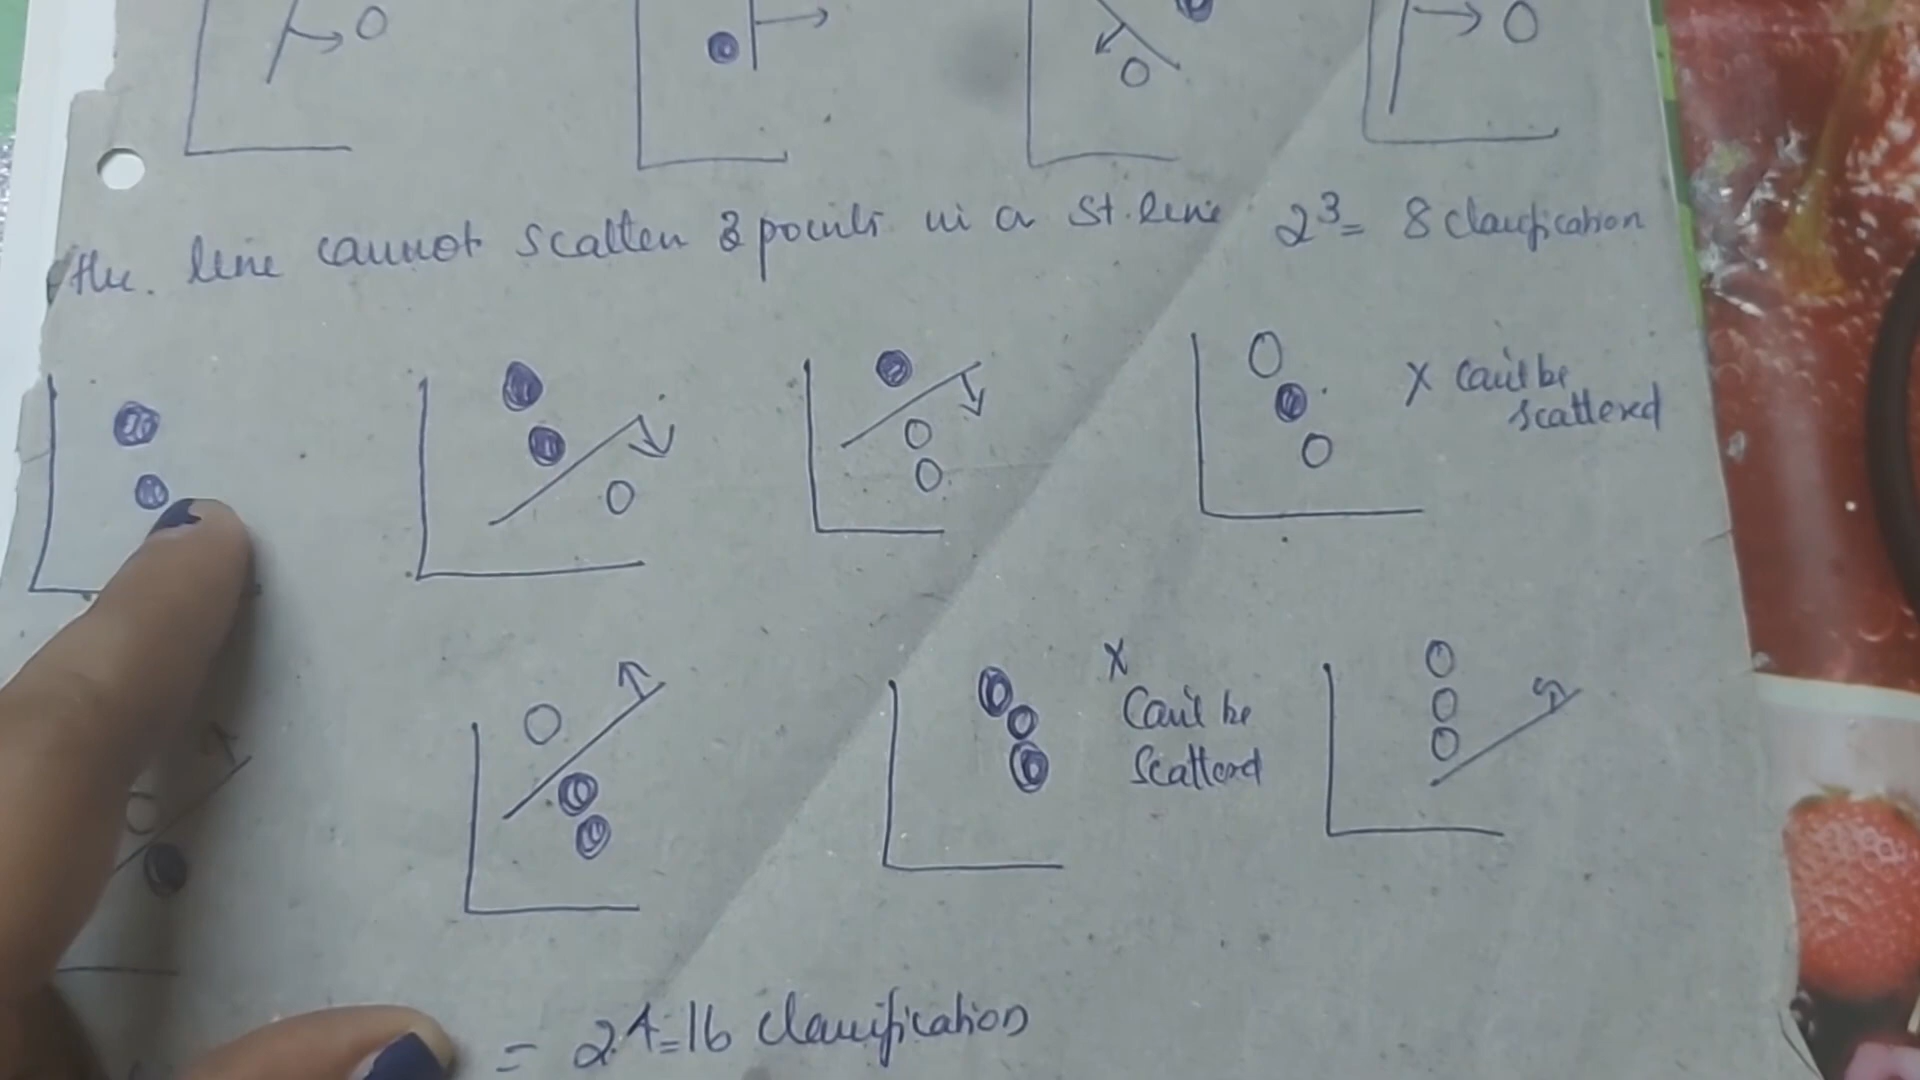 the. line cannot scatter 3 points in a St. line 2³= 8 classification
X Can't be
scattered
X
Can't be
Scattered
= 2⁴=16 classification